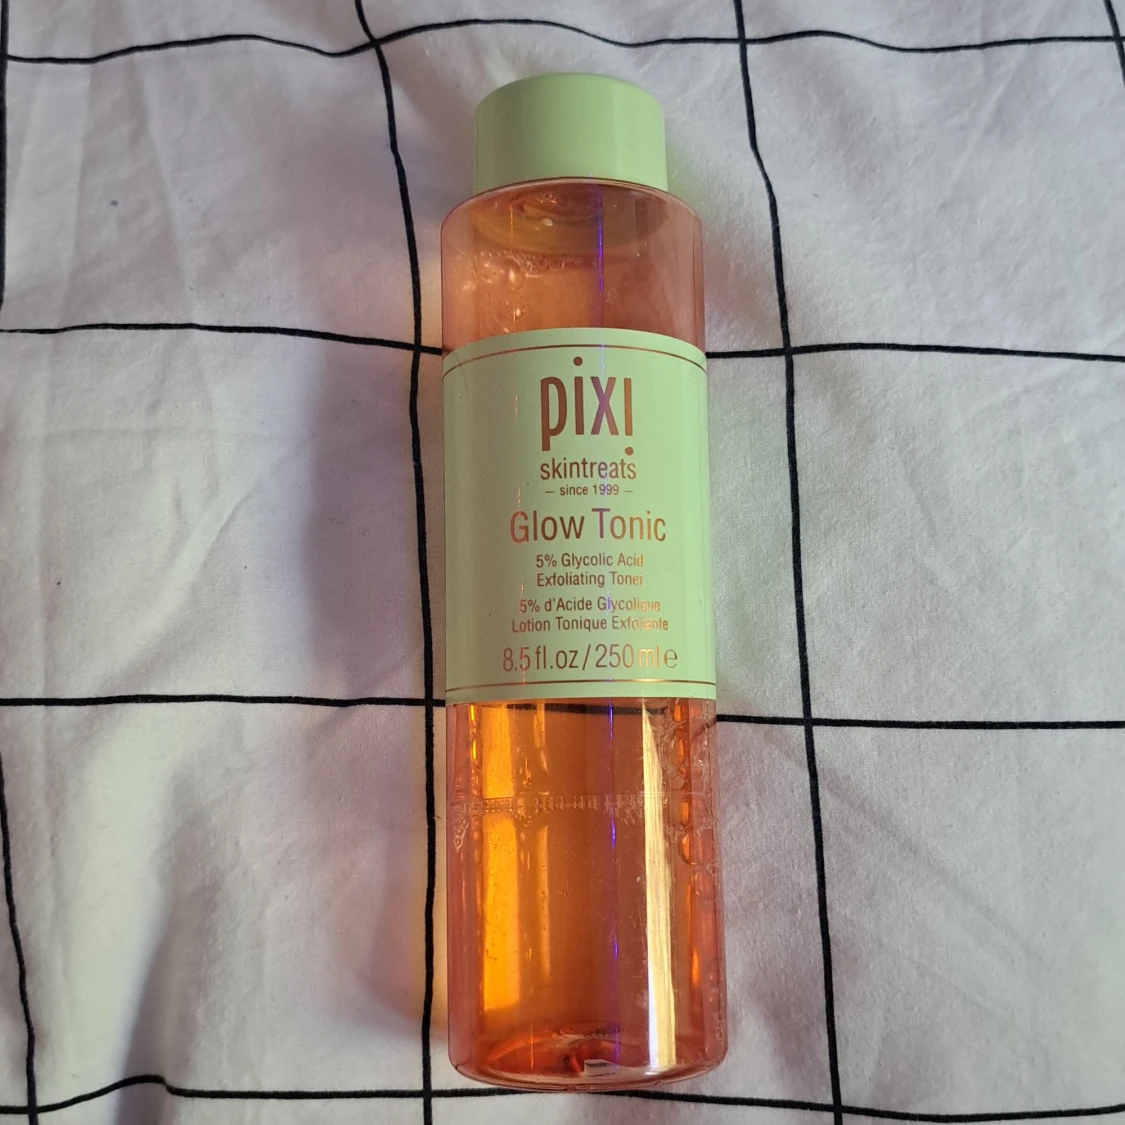 pixi
skintreats
– since 1999 –
Glow Tonic
5% Glycolic Acid
Exfoliating Toner
5% d'Acide Glycolique
Lotion Tonique Exfoliante
8.5 fl.oz/250 ml e